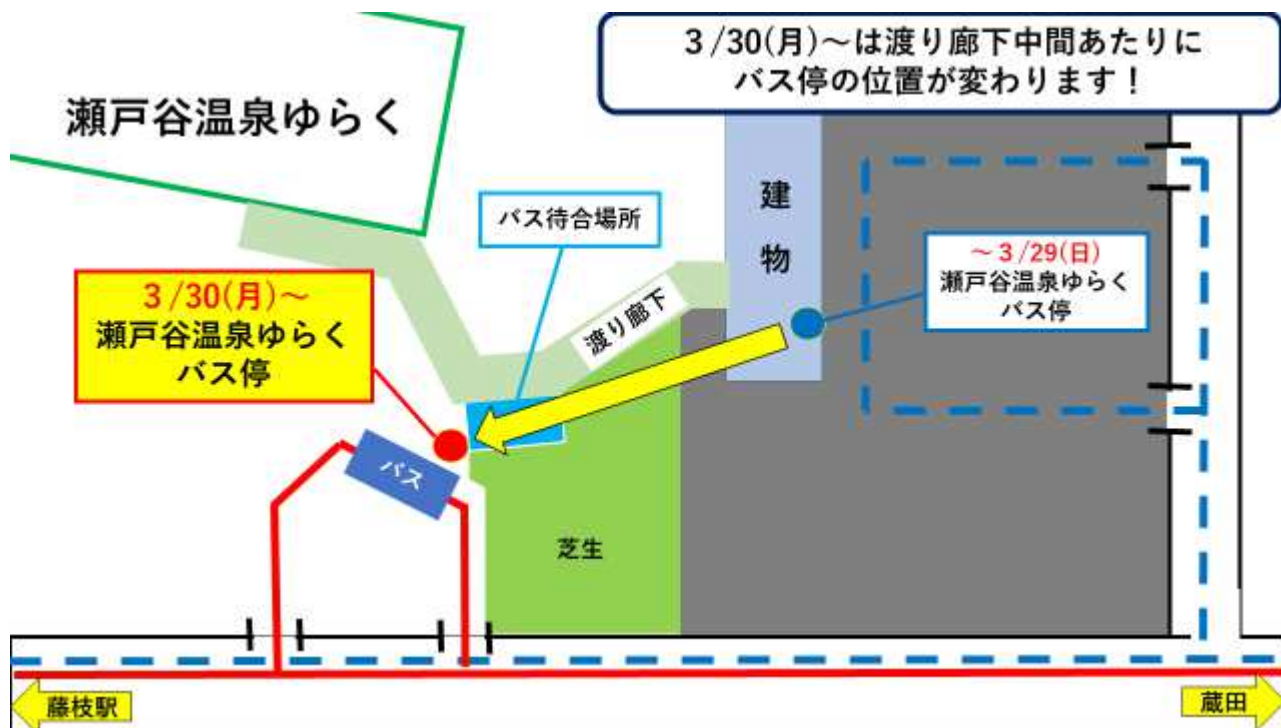 3/30(月)～は渡り廊下中間あたりに
バス停の位置が変わります！
瀬戸谷温泉ゆらく
建
物
バス待合場所
～3/29(日)
瀬戸谷温泉ゆらく
バス停
3/30(月)～
瀬戸谷温泉ゆらく
バス停
渡り廊下
バス
芝生
藤枝駅
蔵田